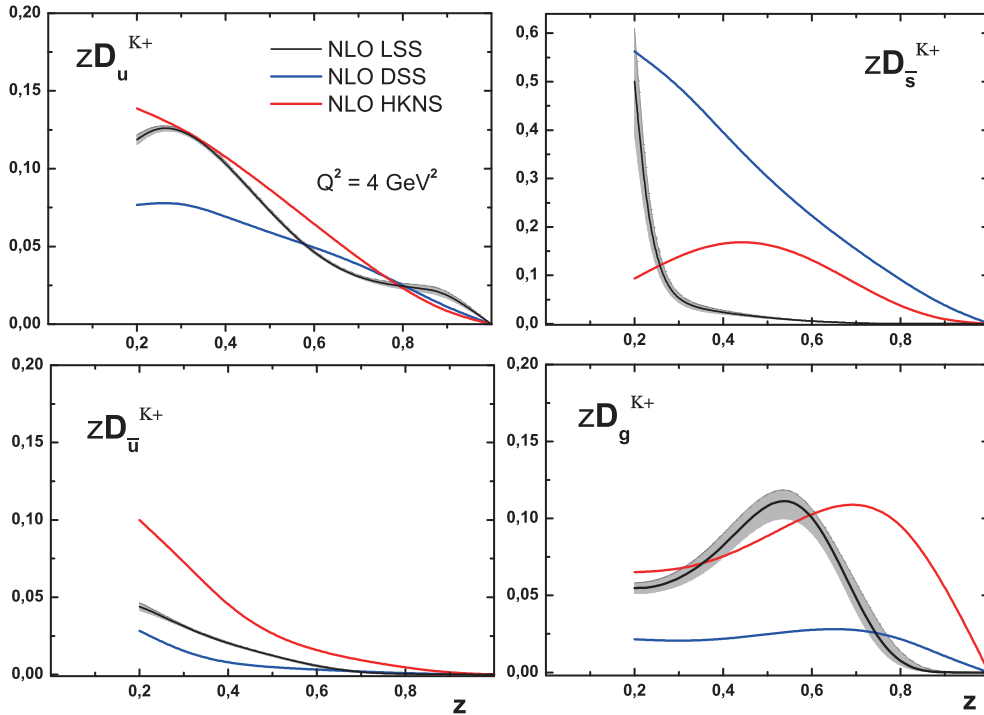 0,20
0,15
0,10
0,05
0,00
zD_u^K+
NLO LSS
NLO DSS
NLO HKNS
Q² = 4 GeV²
0,2 0,4 0,6 0,8
0,6
0,5
0,4
0,3
0,2
0,1
0,0
zD_s̅^K+
0,2 0,4 0,6 0,8
0,20
0,15
0,10
0,05
0,00
zD_u̅^K+
0,2 0,4 0,6 0,8 z
0,20
0,15
0,10
0,05
0,00
zD_g^K+
0,2 0,4 0,6 0,8 z